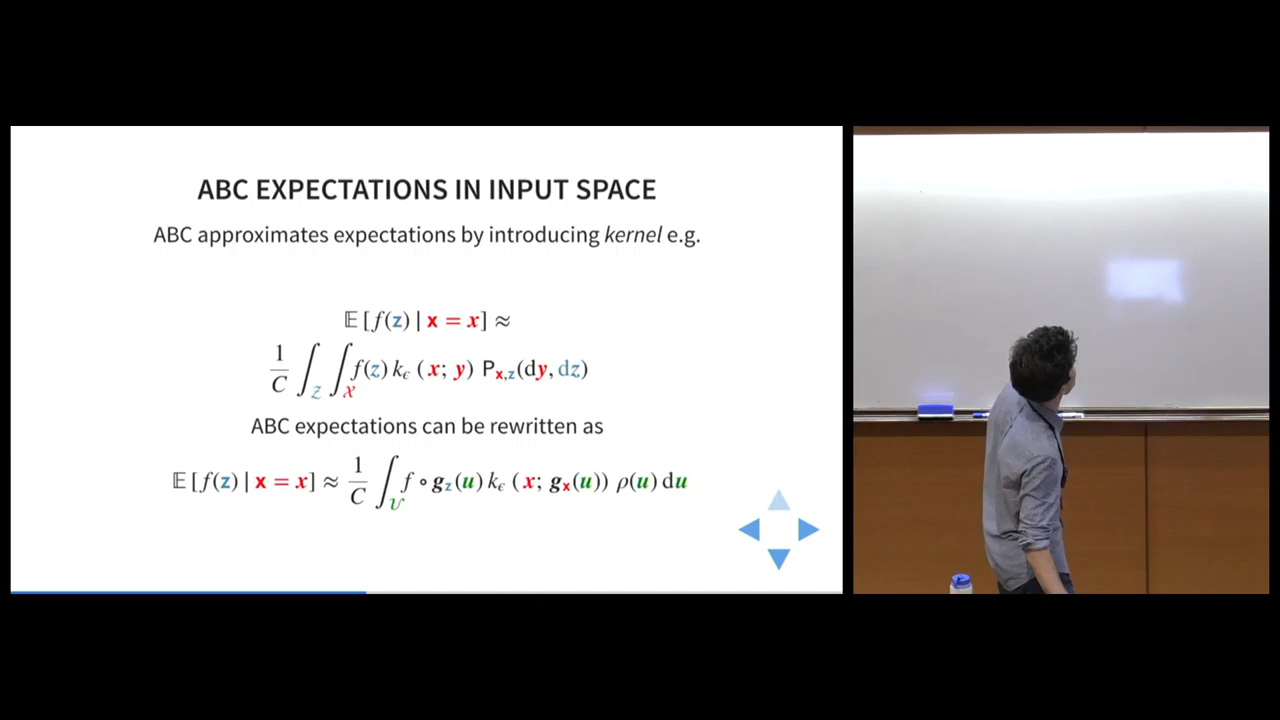 ABC EXPECTATIONS IN INPUT SPACE
ABC approximates expectations by introducing kernel e.g.
𝔼 [f(z) | x = x] ≈
1/C ∫_𝒵 ∫_𝒳 f(z) k_ϵ (x; y) P_x,z(dy, dz)
ABC expectations can be rewritten as
𝔼 [f(z) | x = x] ≈ 1/C ∫_𝒰 f ∘ g_z(u) k_ϵ (x; g_x(u)) ρ(u) du